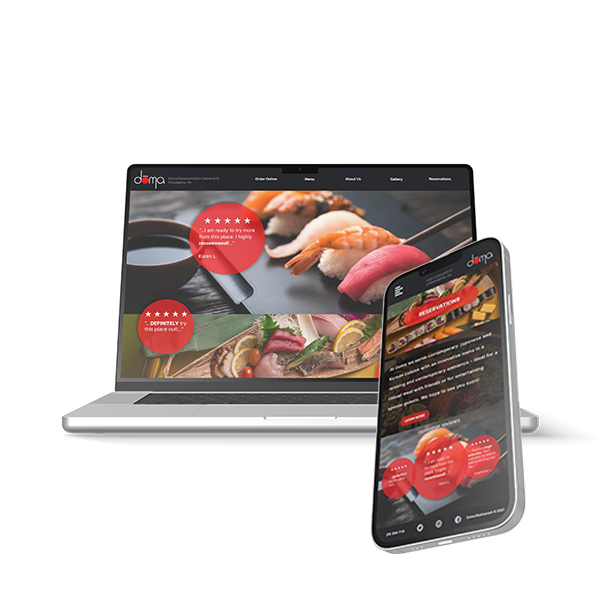 doma
Order Online
Menu
About Us
Gallery
Reservations
"...I am ready to try more
from this place. I highly
recommend!..."
Karen L.
"...DEFINITELY try
this place out!..."
doma
RESERVATIONS
At Doma we serve contemporary Japanese and
Korean cuisine with an innovative menu in a
relaxing and contemporary ambiance - ideal for a
casual meal with friends or for entertaining
special guests. We hope to see you soon!
LEARN MORE
Customer reviews
Doma Restaurant © 2022